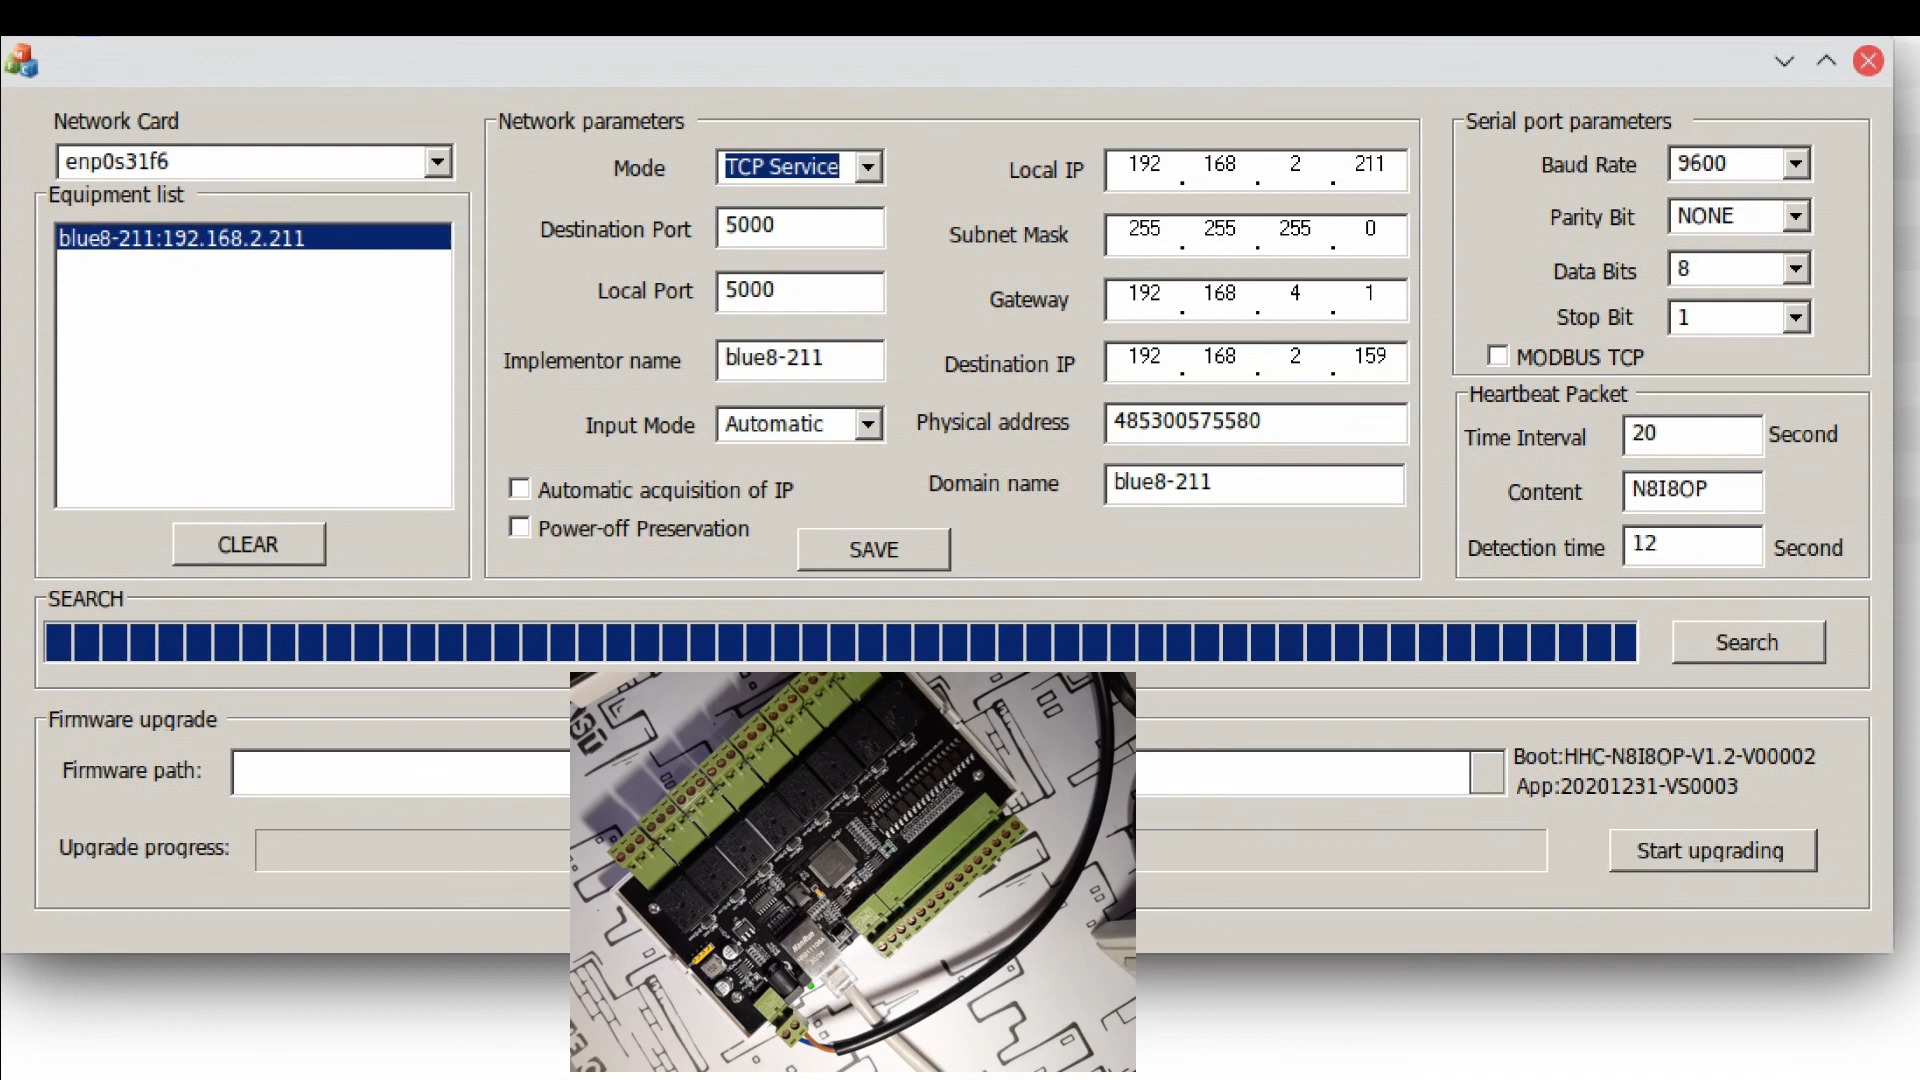 Network Card
enp0s31f6
Equipment list
blue8-211:192.168.2.211
CLEAR
Network parameters
Mode TCP Service
Destination Port 5000
Local Port 5000
Implementor name blue8-211
Input Mode Automatic
Automatic acquisition of IP
Power-off Preservation
Local IP 192 . 168 . 2 . 211
Subnet Mask 255 . 255 . 255 . 0
Gateway 192 . 168 . 4 . 1
Destination IP 192 . 168 . 2 . 159
Physical address 485300575580
Domain name blue8-211
SAVE
Serial port parameters
Baud Rate 9600
Parity Bit NONE
Data Bits 8
Stop Bit 1
MODBUS TCP
Heartbeat Packet
Time Interval 20 Second
Content N8I8OP
Detection time 12 Second
SEARCH
Search
Firmware upgrade
Firmware path:
Boot:HHC-N8I8OP-V1.2-V00002
App:20201231-VS0003
Upgrade progress:
Start upgrading
HanRun